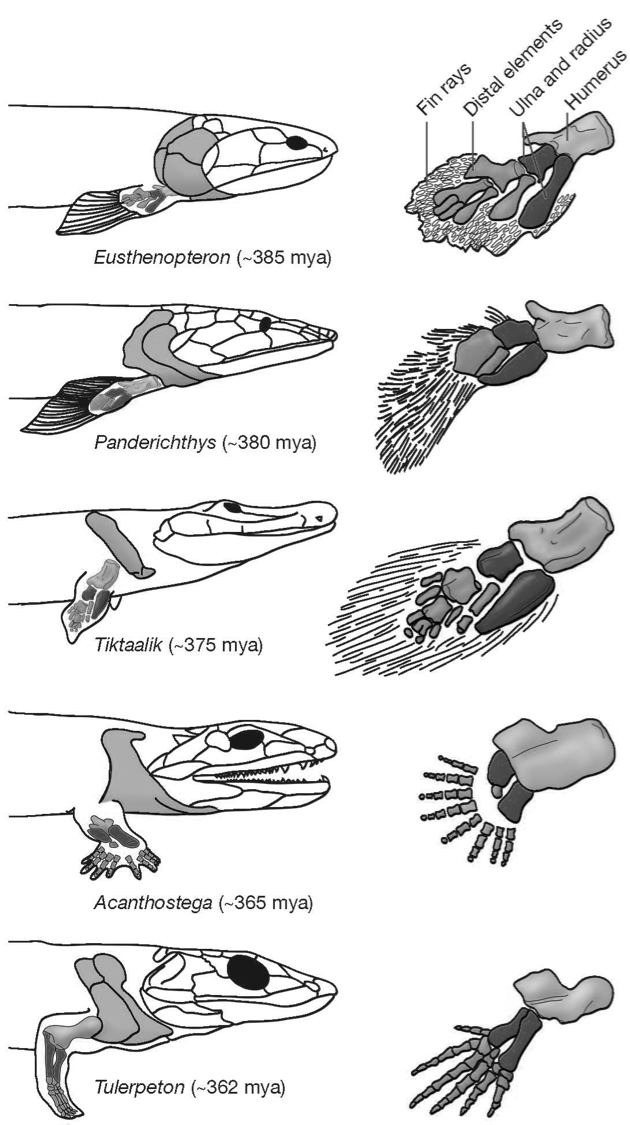 Fin rays
Distal elements
Ulna and radius
Humerus
Eusthenopteron (~385 mya)
Panderichthys (~380 mya)
Tiktaalik (~375 mya)
Acanthostega (~365 mya)
Tulerpeton (~362 mya)